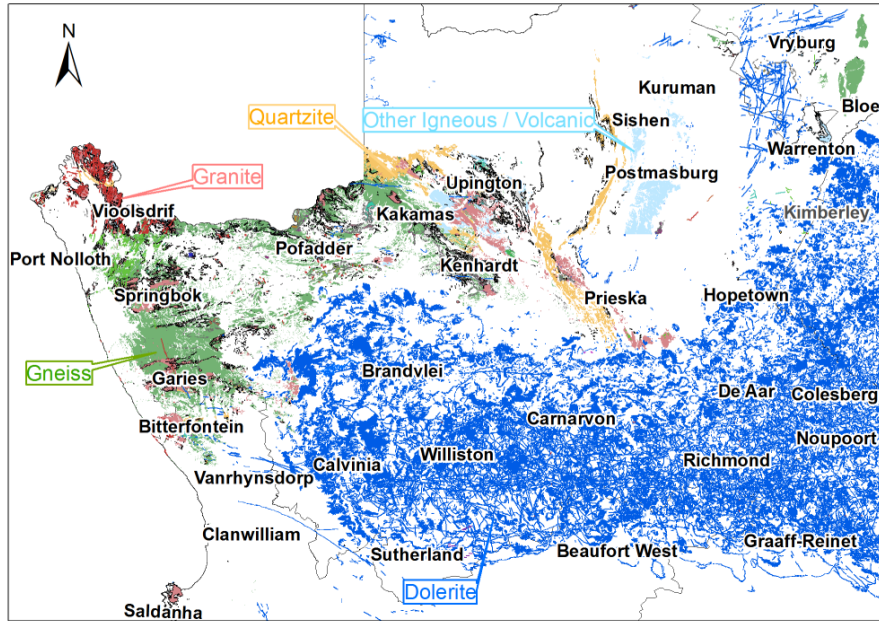 N
Vryburg
Kuruman
Bloe
Quartzite
Other Igneous / Volcanic
Sishen
Warrenton
Granite
Upington
Postmasburg
Vioolsdrif
Kakamas
Kimberley
Pofadder
Port Nolloth
Kenhardt
Springbok
Prieska
Hopetown
Gneiss
Garies
Brandvlei
De Aar
Colesberg
Carnarvon
Bitterfontein
Noupoort
Williston
Richmond
Calvinia
Vanrhynsdorp
Clanwilliam
Sutherland
Beaufort West
Graaff-Reinet
Dolerite
Saldanha